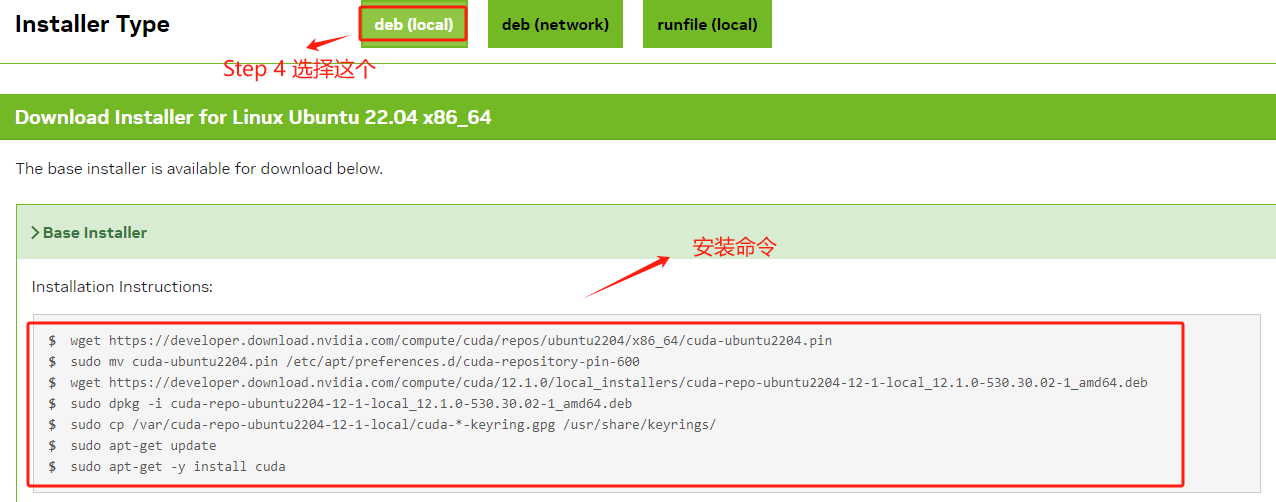 Installer Type
deb (local)
deb (network)
runfile (local)
Step 4 选择这个
Download Installer for Linux Ubuntu 22.04 x86_64
The base installer is available for download below.
Base Installer
安装命令
Installation Instructions:
$ wget https://developer.download.nvidia.com/compute/cuda/repos/ubuntu2204/x86_64/cuda-ubuntu2204.pin
$ sudo mv cuda-ubuntu2204.pin /etc/apt/preferences.d/cuda-repository-pin-600
$ wget https://developer.download.nvidia.com/compute/cuda/12.1.0/local_installers/cuda-repo-ubuntu2204-12-1-local_12.1.0-530.30.02-1_amd64.deb
$ sudo dpkg -i cuda-repo-ubuntu2204-12-1-local_12.1.0-530.30.02-1_amd64.deb
$ sudo cp /var/cuda-repo-ubuntu2204-12-1-local/cuda-*-keyring.gpg /usr/share/keyrings/
$ sudo apt-get update
$ sudo apt-get -y install cuda